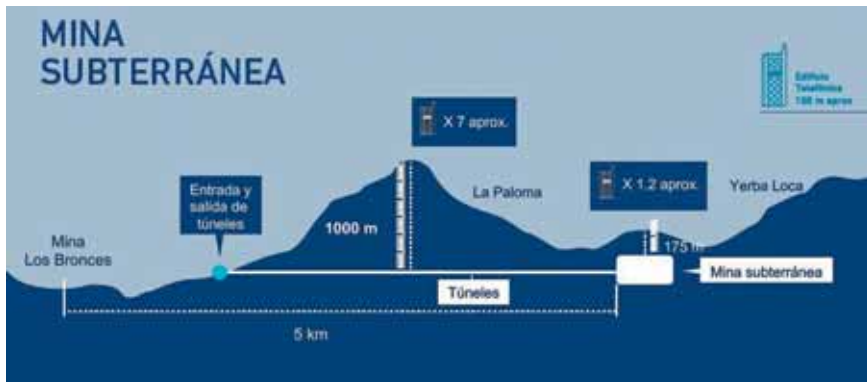 MINA
SUBTERRÁNEA
Edificio
Telefónica
X 7 aprox.
Entrada y
salida de
túneles
La Paloma
X 1.2 aprox.
Yerba Loca
1000 m
175 m
Mina
Los Bronces
Mina subterránea
Túneles
5 km